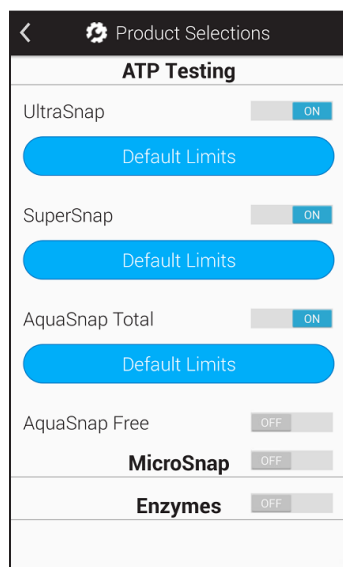 Product Selections
ATP Testing
UltraSnap ON
Default Limits
SuperSnap ON
Default Limits
AquaSnap Total ON
Default Limits
AquaSnap Free OFF
MicroSnap OFF
Enzymes OFF